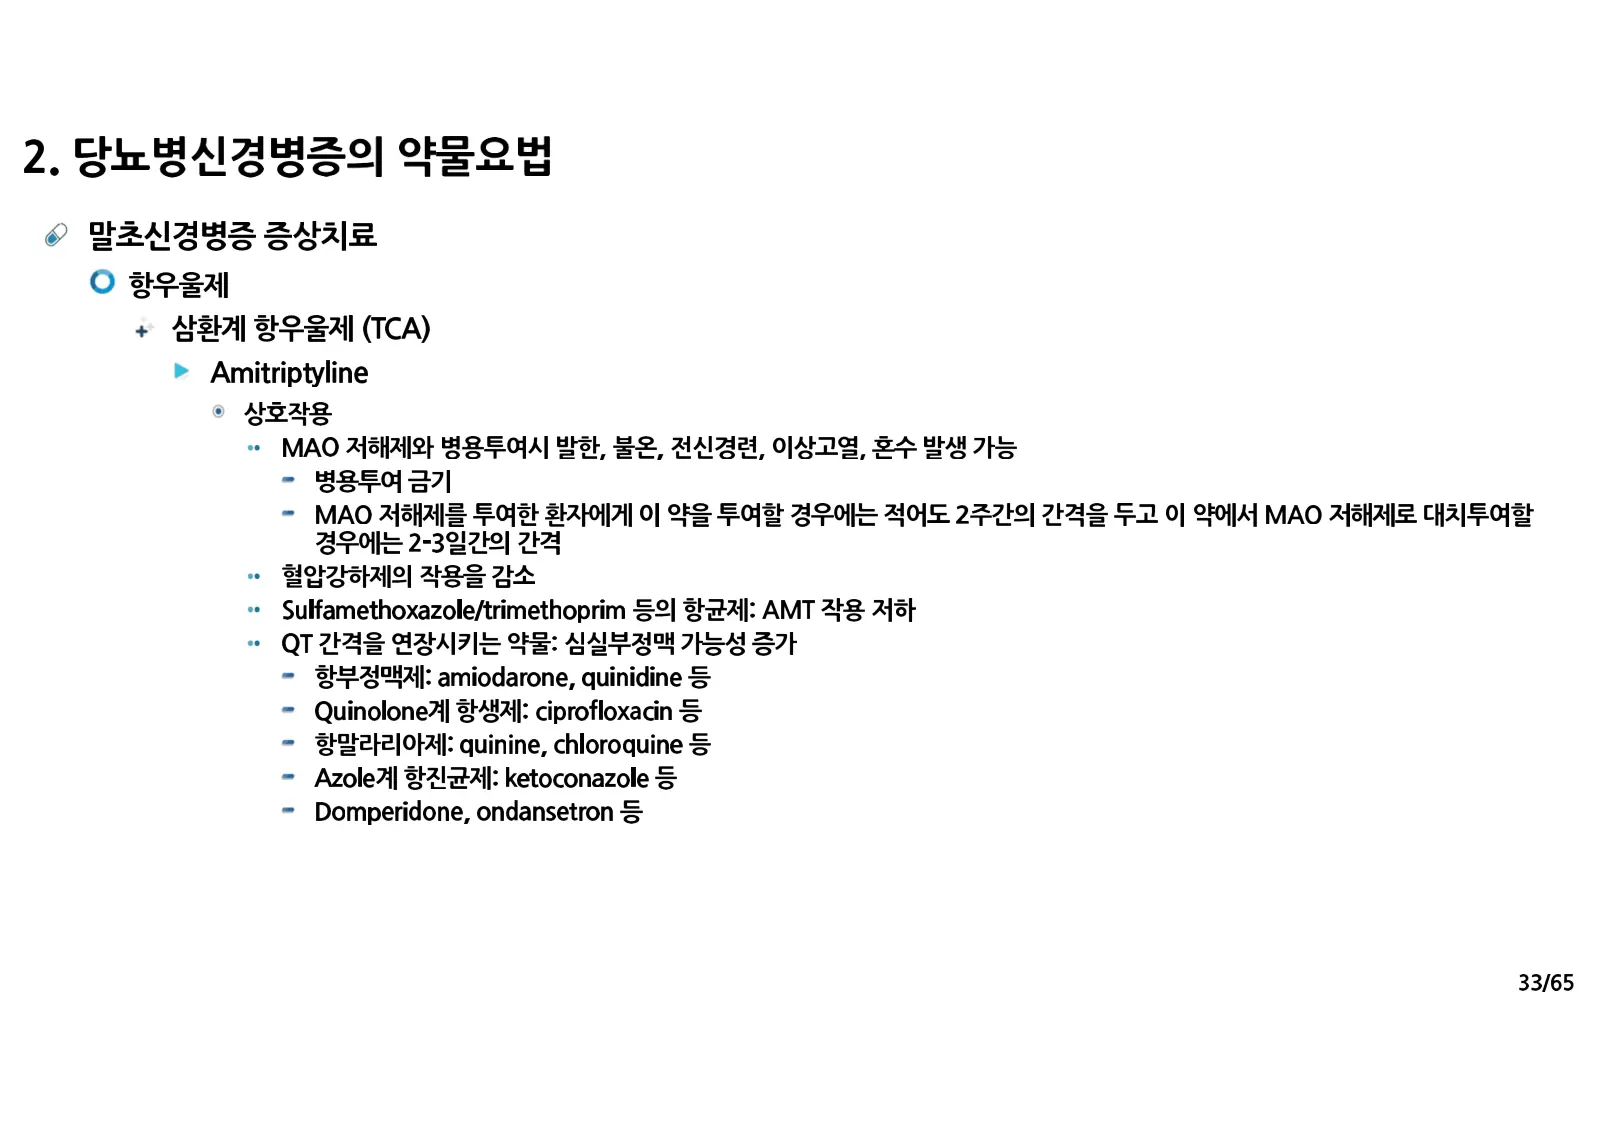 2. 당뇨병신경병증의 약물요법
말초신경병증 증상치료
항우울제
삼환계 항우울제 (TCA)
Amitriptyline
상호작용
MAO 저해제와 병용투여시 발한, 불온, 전신경련, 이상고열, 혼수 발생 가능
병용투여 금기
MAO 저해제를 투여한 환자에게 이 약을 투여할 경우에는 적어도 2주간의 간격을 두고 이 약에서 MAO 저해제로 대치투여할
경우에는 2-3일간의 간격
혈압강하제의 작용을 감소
Sulfamethoxazole/trimethoprim 등의 항균제: AMT 작용 저하
QT 간격을 연장시키는 약물: 심실부정맥 가능성 증가
항부정맥제: amiodarone, quinidine 등
Quinolone계 항생제: ciprofloxacin 등
항말라리아제: quinine, chloroquine 등
Azole계 항진균제: ketoconazole 등
Domperidone, ondansetron 등
33/65